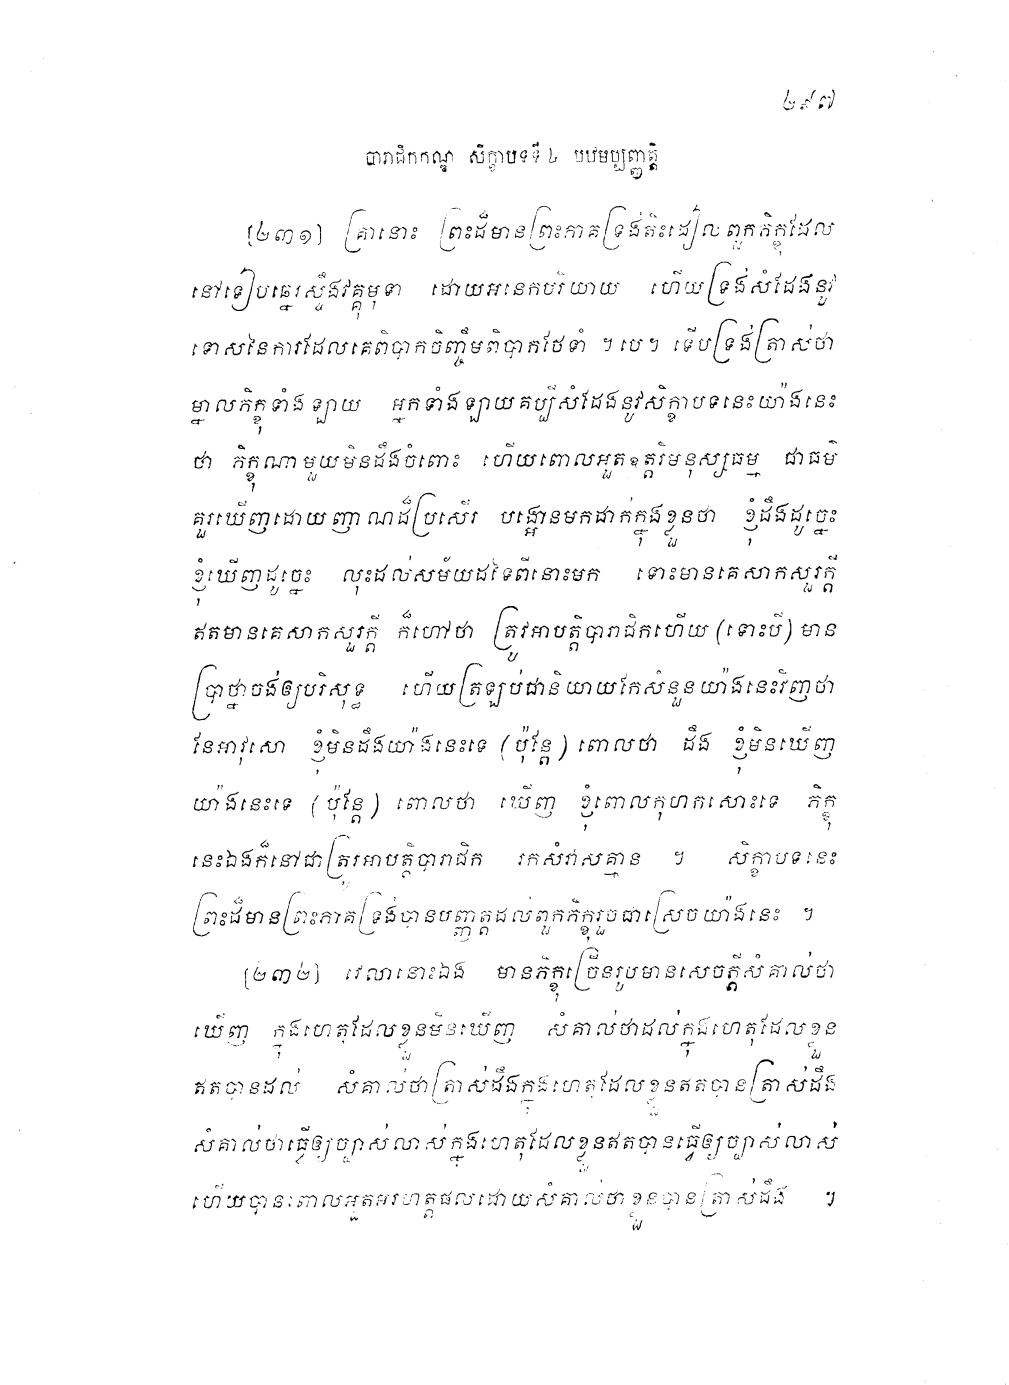 ២៩៧
បារាជិកកណ្ឌ សិក្ខាបទទី ៤ បឋមប្បញ្ញត្តិ
[២៣១] គ្រានោះ ព្រះដ៏មានព្រះភាគទ្រង់តិះដៀល ពួកភិក្ខុដែល
នៅទៀបឆ្នេរស្ទឹងវគ្គុមុទា ដោយអនេកបរិយាយ ហើយទ្រង់សំដែងនូវ
ទោសនៃការដែលគេពិបាកចិញ្ចឹមពិបាកថែទាំ ។ បេ។ ទើបទ្រង់ត្រាស់ថា
ម្នាលភិក្ខុទាំងឡាយ អ្នកទាំងឡាយគប្បីសំដែងនូវសិក្ខាបទនេះយ៉ាងនេះ
ថា ភិក្ខុណាមួយមិនដឹងចំពោះ ហើយពោលអួតឧត្តរិមនុស្សធម្ម ជាធម៌
គួរឃើញដោយញាណដ៏ប្រសើរ បង្អោនមកដាក់ក្នុងខ្លួនថា ខ្ញុំដឹងដូច្នេះ
ខ្ញុំឃើញដូច្នេះ លុះដល់សម័យដទៃពីនោះមក ទោះមានគេសាកសួរក្ដី
ឥតមានគេសាកសួរក្ដី ក៏ហៅថា ត្រូវអាបត្តិបារាជិកហើយ (ទោះបី) មាន
ប្រាថ្នាចង់ឲ្យបរិសុទ្ធ ហើយត្រឡប់ជានិយាយកែសំនួនយ៉ាងនេះវិញថា
នែអាវុសោ ខ្ញុំមិនដឹងយ៉ាងនេះទេ (ប៉ុន្តែ) ពោលថា ដឹង ខ្ញុំមិនឃើញ
យ៉ាងនេះទេ (ប៉ុន្តែ) ពោលថា ឃើញ ខ្ញុំពោលកុហកសោះទេ ភិក្ខុ
នេះឯងក៏នៅជាត្រូវអាបត្តិបារាជិក រកសំរាសគ្មាន ។ សិក្ខាបទនេះ
ព្រះដ៏មានព្រះភាគទ្រង់បានបញ្ញត្តដល់ពួកភិក្ខុរួចជាស្រេចយ៉ាងនេះ ។
[២៣២] វេលានោះឯង មានភិក្ខុច្រើនរូបមានសេចក្ដីសំគាល់ថា
ឃើញ ក្នុងហេតុដែលខ្លួនមិនឃើញ សំគាល់ថាដល់ក្នុងហេតុដែលខ្លួន
ឥតបានដល់ សំគាល់ថាត្រាស់ដឹងក្នុងហេតុដែលខ្លួនឥតបានត្រាស់ដឹង
សំគាល់ថាធ្វើឲ្យច្បាស់លាស់ក្នុងហេតុដែលខ្លួនឥតបានធ្វើឲ្យច្បាស់លាស់
ហើយបានពោលអួតអរហត្តផលដោយសំគាល់ថាខ្លួនបានត្រាស់ដឹង ។